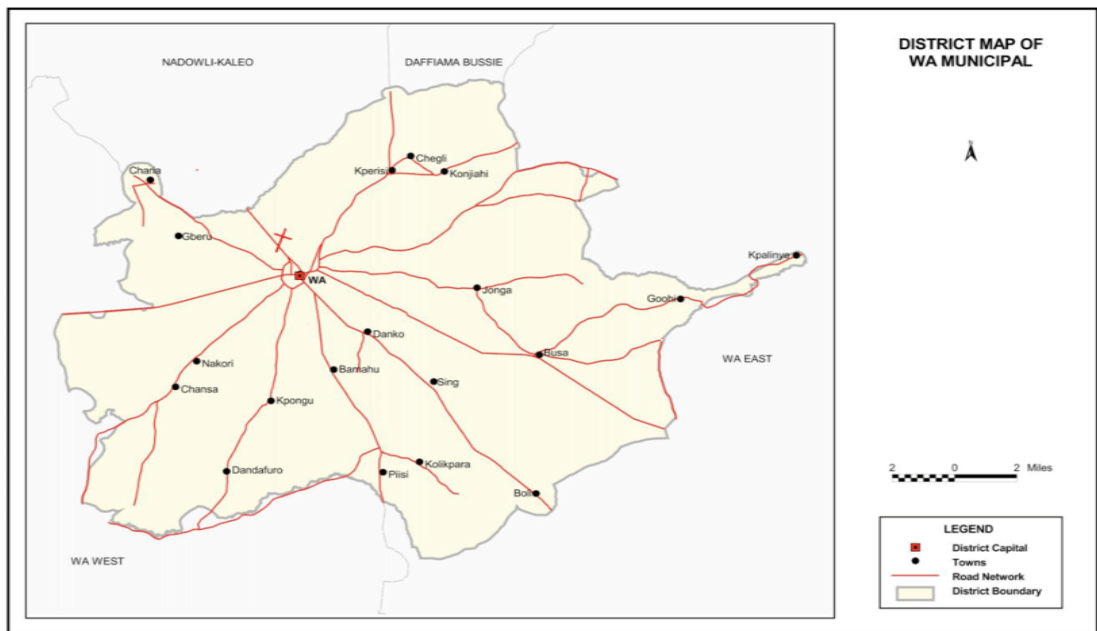 DISTRICT MAP OF
WA MUNICIPAL
NADOWLI-KALEO
DAFFIAMA BUSSIE
Charia
Chegli
Kperisi
Konjiahi
Gberu
WA
Kpalinye
Jonga
Goohi
Danko
Busa
WA EAST
Nakori
Bamahu
Sing
Chansa
Kpongu
Dandafuro
Piisi
Kolikpara
Boli
WA WEST
2 0 2 Miles
LEGEND
District Capital
Towns
Road Network
District Boundary